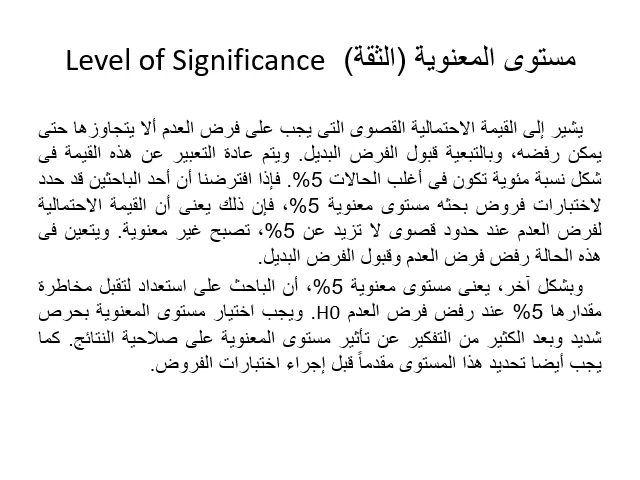 مستوى المعنوية (الثقة) Level of Significance
يشير إلى القيمة الاحتمالية القصوى التى يجب على فرض العدم ألا يتجاوزها حتى
يمكن رفضه، وبالتبعية قبول الفرض البديل. ويتم عادة التعبير عن هذه القيمة فى
شكل نسبة مئوية تكون فى أغلب الحالات 5%. فإذا افترضنا أن أحد الباحثين قد حدد
لاختبارات فروض بحثه مستوى معنوية 5%، فإن ذلك يعنى أن القيمة الاحتمالية
لفرض العدم عند حدود قصوى لا تزيد عن 5%، تصبح غير معنوية. ويتعين فى
هذه الحالة رفض فرض العدم وقبول الفرض البديل.
وبشكل آخر، يعنى مستوى معنوية 5%، أن الباحث على استعداد لتقبل مخاطرة
مقدارها 5% عند رفض فرض العدم H0. ويجب اختيار مستوى المعنوية بحرص
شديد وبعد الكثير من التفكير عن تأثير مستوى المعنوية على صلاحية النتائج. كما
يجب أيضا تحديد هذا المستوى مقدماً قبل إجراء اختبارات الفروض.